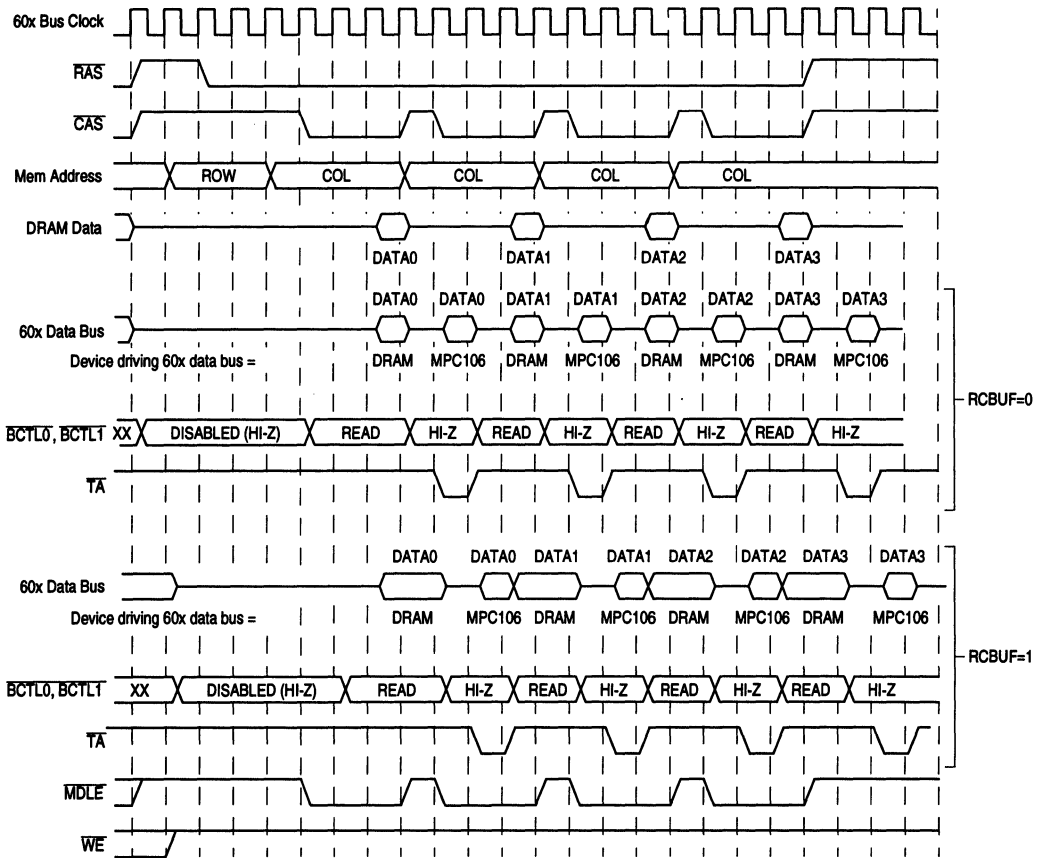 60x Bus Clock
RAS
CAS
Mem Address ROW COL COL COL COL
DRAM Data
DATA0 DATA1 DATA2 DATA3
DATA0 DATA0 DATA1 DATA1 DATA2 DATA2 DATA3 DATA3
60x Data Bus
Device driving 60x data bus = DRAM MPC106 DRAM MPC106 DRAM MPC106 DRAM MPC106
RCBUF=0
BCTL0, BCTL1 XX DISABLED (HI-Z) READ HI-Z READ HI-Z READ HI-Z READ HI-Z
TA
DATA0 DATA0 DATA1 DATA1 DATA2 DATA2 DATA3 DATA3
60x Data Bus
Device driving 60x data bus = DRAM MPC106 DRAM MPC106 DRAM MPC106 DRAM MPC106
RCBUF=1
BCTL0, BCTL1 XX DISABLED (HI-Z) READ HI-Z READ HI-Z READ HI-Z READ HI-Z
TA
MDLE
WE